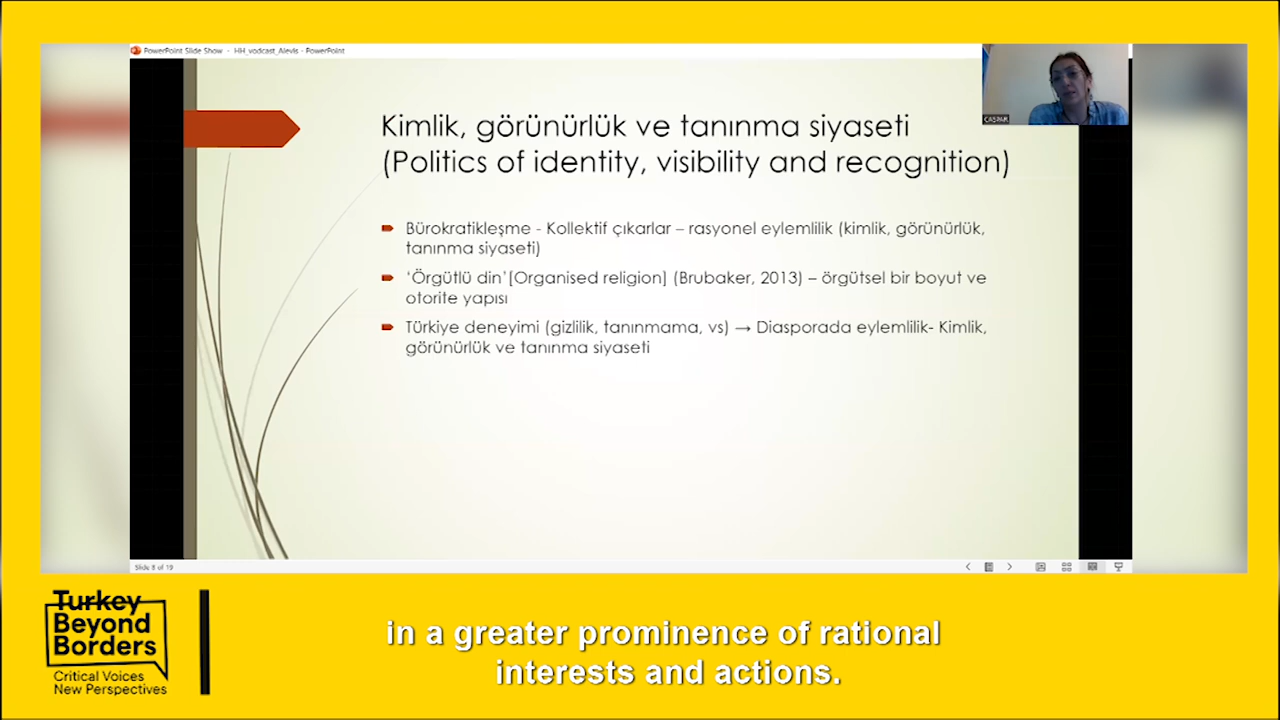 PowerPoint Slide Show - HH_vodcast_Alevis - PowerPoint
CASPAR
Kimlik, görünürlük ve tanınma siyaseti
(Politics of identity, visibility and recognition)
Bürokratikleşme - Kollektif çıkarlar – rasyonel eylemlilik (kimlik, görünürlük,
tanınma siyaseti)
‘Örgütlü din’[Organised religion] (Brubaker, 2013) – örgütsel bir boyut ve
otorite yapısı
Türkiye deneyimi (gizlilik, tanınmama, vs) → Diasporada eylemlilik- Kimlik,
görünürlük ve tanınma siyaseti
Slide 8 of 19
Turkey
Beyond
Borders
Critical Voices
New Perspectives
in a greater prominence of rational
interests and actions.